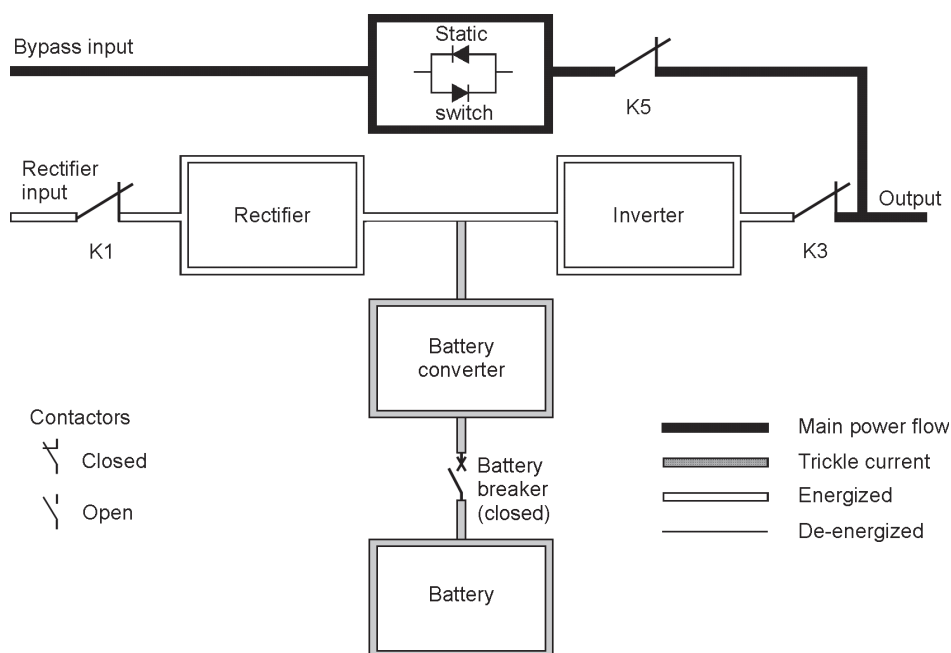 Bypass input
Static
switch
K5
Rectifier
input
K1
Rectifier
Inverter
K3
Output
Battery
converter
Contactors
Closed
Open
Battery
breaker
(closed)
Battery
Main power flow
Trickle current
Energized
De-energized